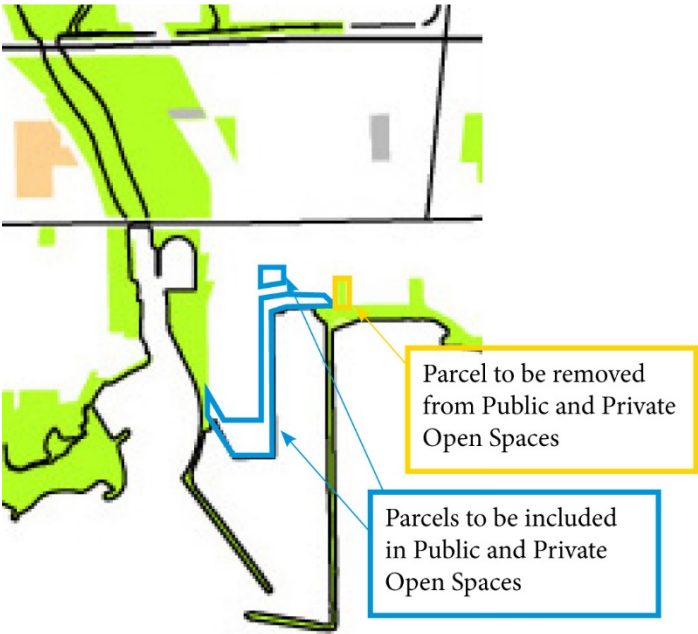 Parcel to be removed
from Public and Private
Open Spaces
Parcels to be included
in Public and Private
Open Spaces